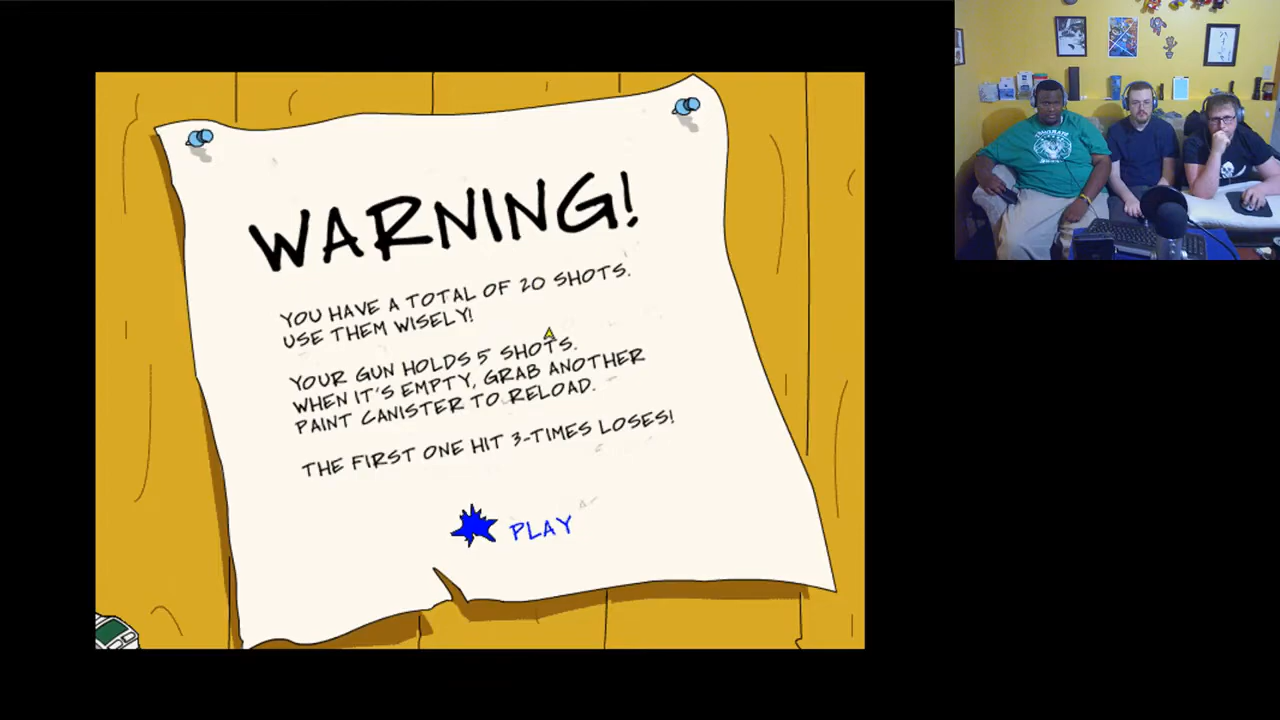 WARNING!
YOU HAVE A TOTAL OF 20 SHOTS.
USE THEM WISELY!
YOUR GUN HOLDS 5 SHOTS.
WHEN IT'S EMPTY, GRAB ANOTHER
PAINT CANISTER TO RELOAD.
THE FIRST ONE HIT 3-TIMES LOSES!
PLAY